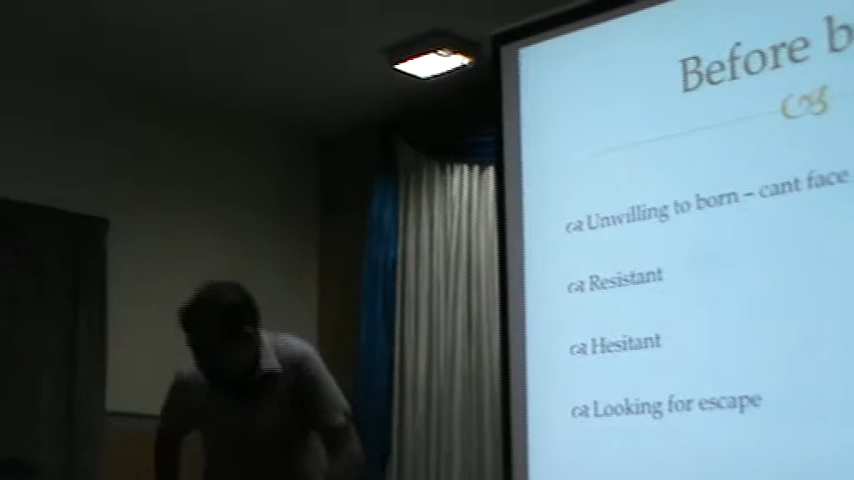 Before b
Unwilling to born – cant face
Resistant
Hesitant
Looking for escape